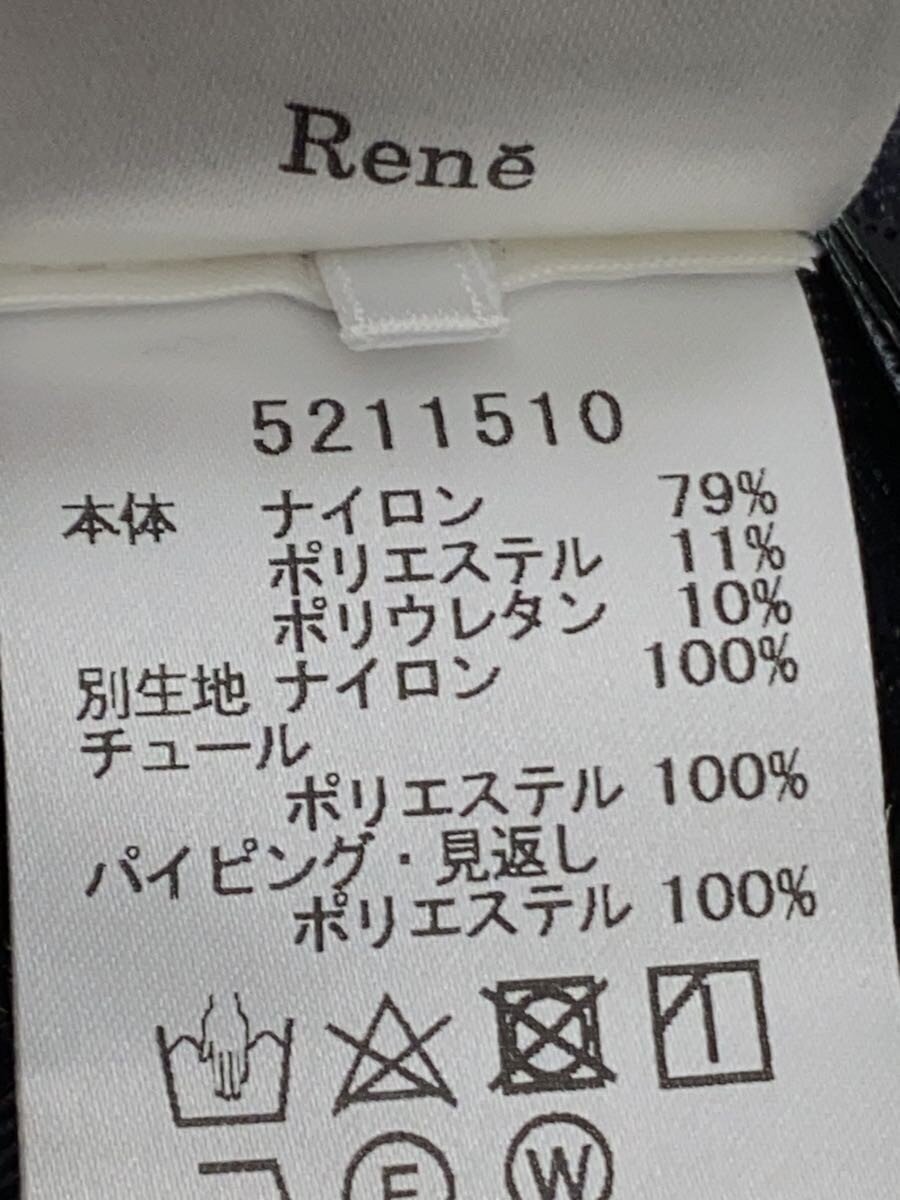 René
5211510
本体 ナイロン 79%
ポリエステル 11%
ポリウレタン 10%
別生地 ナイロン 100%
チュール
ポリエステル 100%
パイピング・見返し
ポリエステル 100%
F W